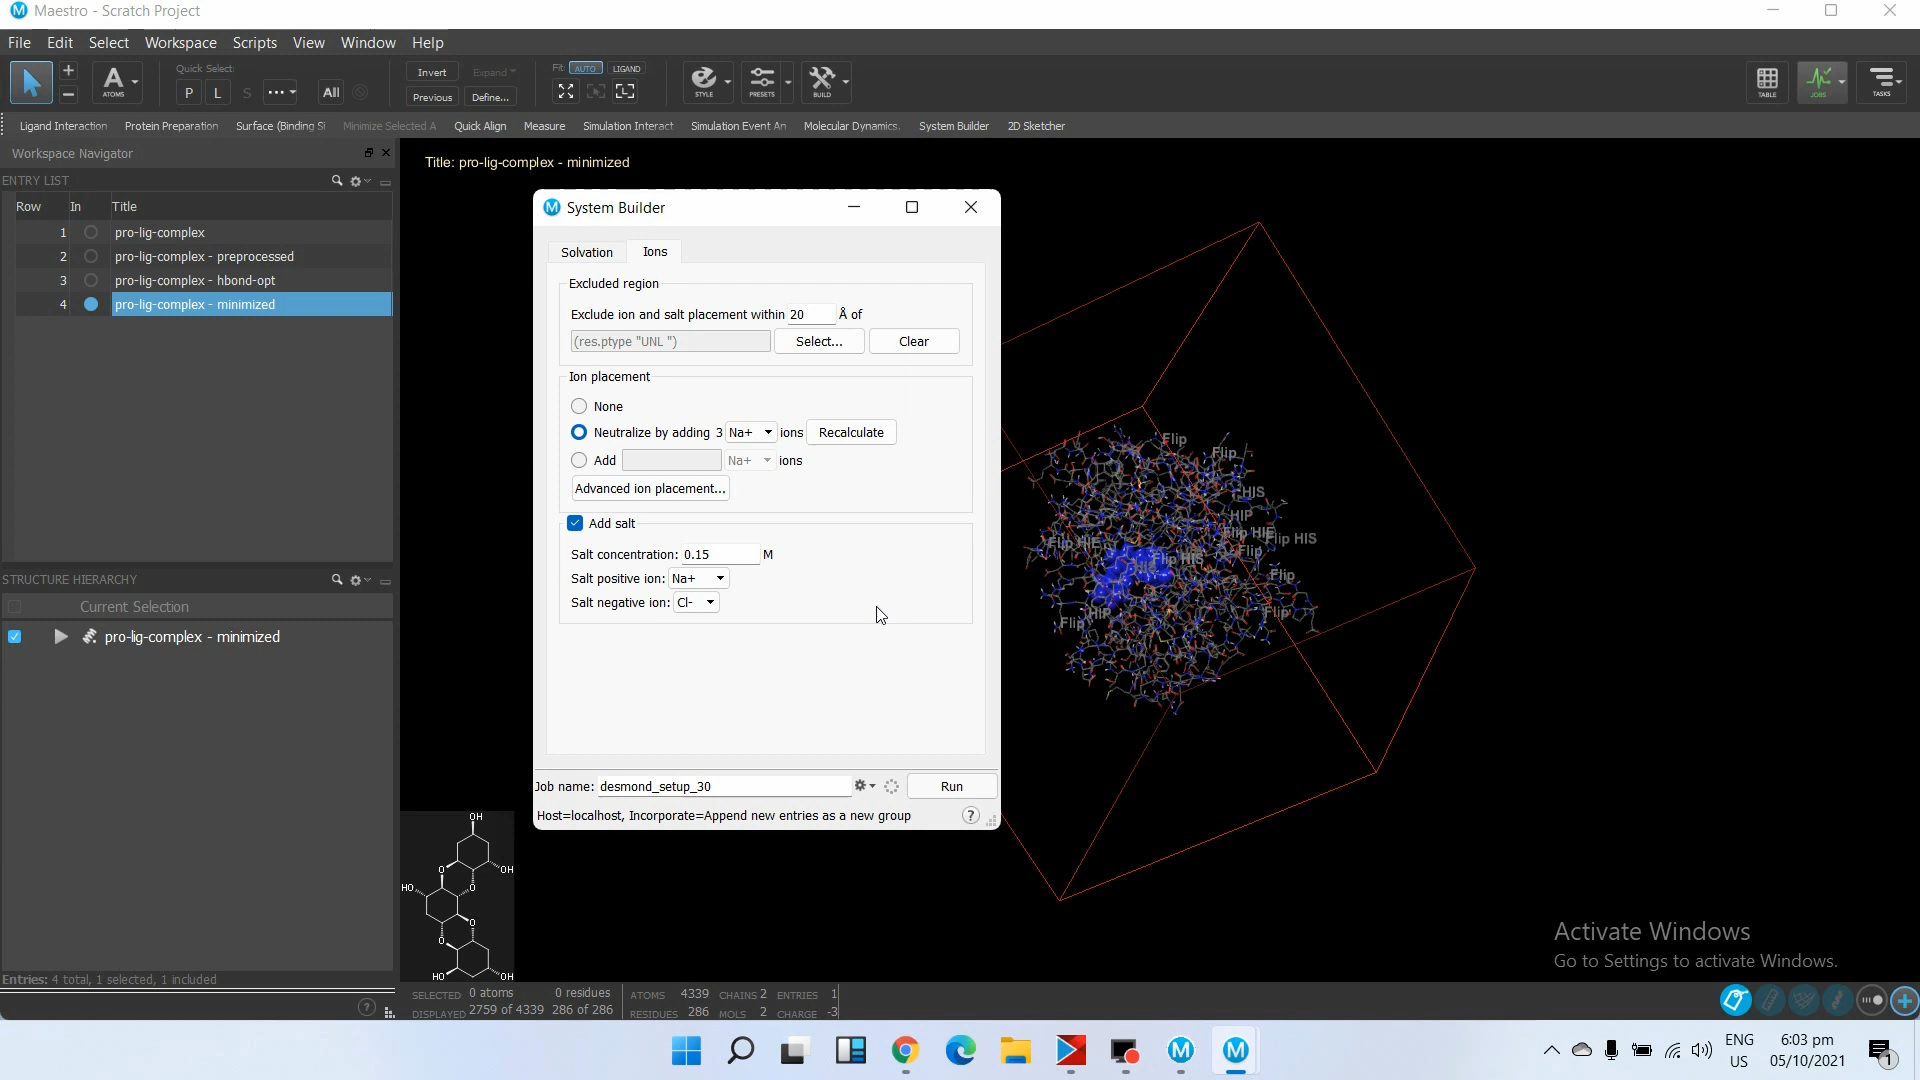 Maestro - Scratch Project
File Edit Select Workspace Scripts View Window Help
ATOMS
Quick Select:
P L S ... All
Invert Expand
Previous Define...
Fit: AUTO LIGAND
STYLE PRESETS BUILD
TABLE JOBS TASKS
Ligand Interaction Protein Preparation Surface (Binding Si Minimize Selected A Quick Align Measure Simulation Interact Simulation Event An Molecular Dynamics. System Builder 2D Sketcher
Workspace Navigator
ENTRY LIST
Row In Title
1 pro-lig-complex
2 pro-lig-complex - preprocessed
3 pro-lig-complex - hbond-opt
4 pro-lig-complex - minimized
STRUCTURE HIERARCHY
Current Selection
pro-lig-complex - minimized
Entries: 4 total, 1 selected, 1 included
Title: pro-lig-complex - minimized
System Builder
Solvation Ions
Excluded region
Exclude ion and salt placement within 20 Å of
(res.ptype "UNL ") Select... Clear
Ion placement
None
Neutralize by adding 3 Na+ ions Recalculate
Add Na+ ions
Advanced ion placement...
Add salt
Salt concentration: 0.15 M
Salt positive ion: Na+
Salt negative ion: Cl-
Job name: desmond_setup_30 Run
Host=localhost, Incorporate=Append new entries as a new group
Flip
Flip
HIS
HIP
Flip HIE Flip HIS
Flip HIE
Flip
Flip HIS
HIS
Flip
HIP
Flip
Flip
OH
O OH
HO O
O
O
HO OH
Activate Windows
Go to Settings to activate Windows.
SELECTED 0 atoms 0 residues ATOMS 4339 CHAINS 2 ENTRIES 1
DISPLAYED 2759 of 4339 286 of 286 RESIDUES 286 MOLS 2 CHARGE -3
ENG
US
6:03 pm
05/10/2021
1